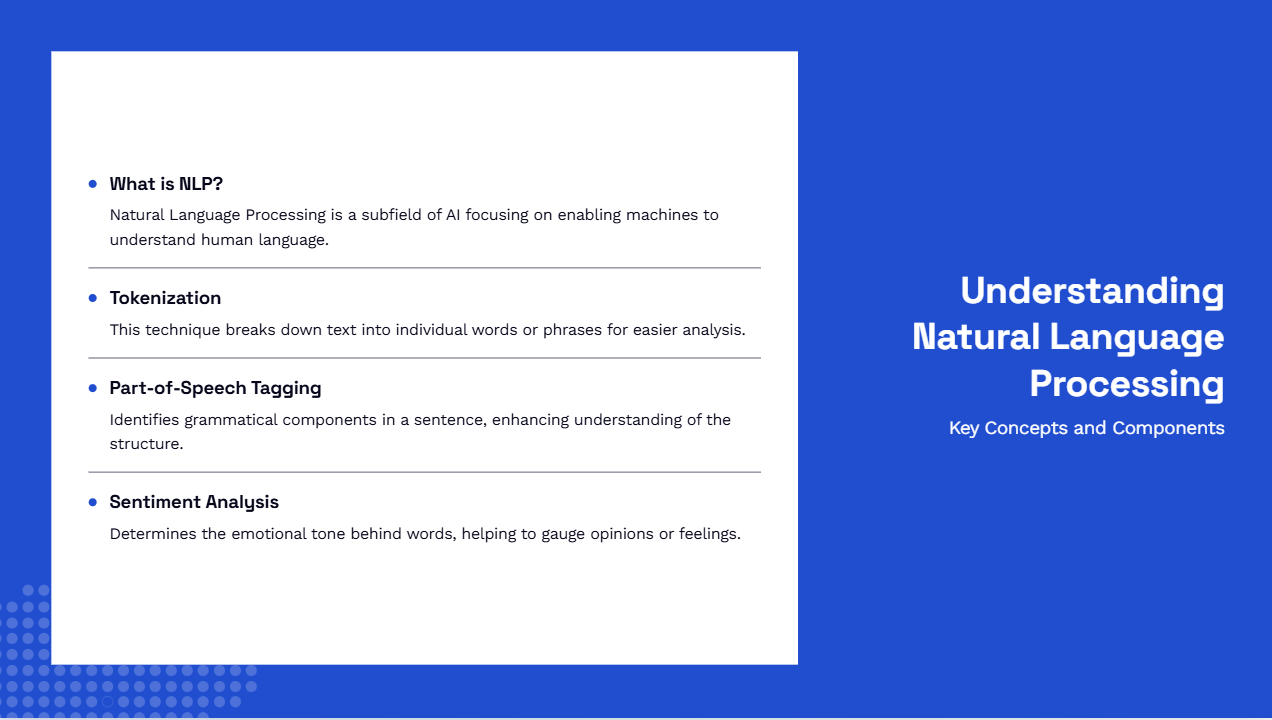 What is NLP?
Natural Language Processing is a subfield of AI focusing on enabling machines to
understand human language.
Tokenization
This technique breaks down text into individual words or phrases for easier analysis.
Part-of-Speech Tagging
Identifies grammatical components in a sentence, enhancing understanding of the
structure.
Sentiment Analysis
Determines the emotional tone behind words, helping to gauge opinions or feelings.
Understanding
Natural Language
Processing
Key Concepts and Components